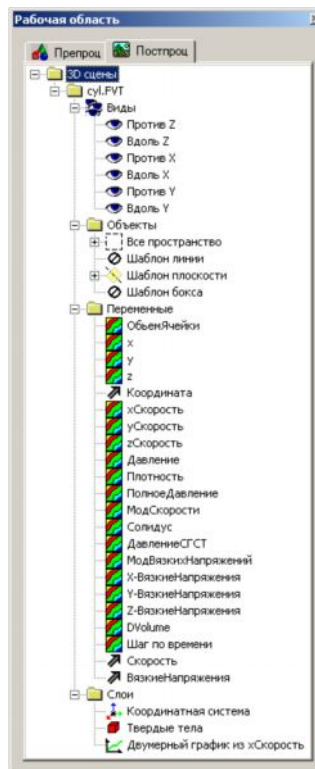 Рабочая область
Препроц Постпроц
3D сцены
cyl.FVT
Виды
Против Z
Вдоль Z
Против X
Вдоль X
Против Y
Вдоль Y
Объекты
Все пространство
Шаблон линии
Шаблон плоскости
Шаблон бокса
Переменные
ОбъемЯчейки
x
y
z
Координата
xСкорость
yСкорость
zСкорость
Давление
Плотность
ПолноеДавление
МодСкорости
Солидус
ДавлениеСГСТ
МодВязкихНапряжений
X-ВязкиеНапряжения
Y-ВязкиеНапряжения
Z-ВязкиеНапряжения
DVolume
Шаг по времени
Скорость
ВязкиеНапряжения
Слои
Координатная система
Твердые тела
Двумерный график из xСкорость